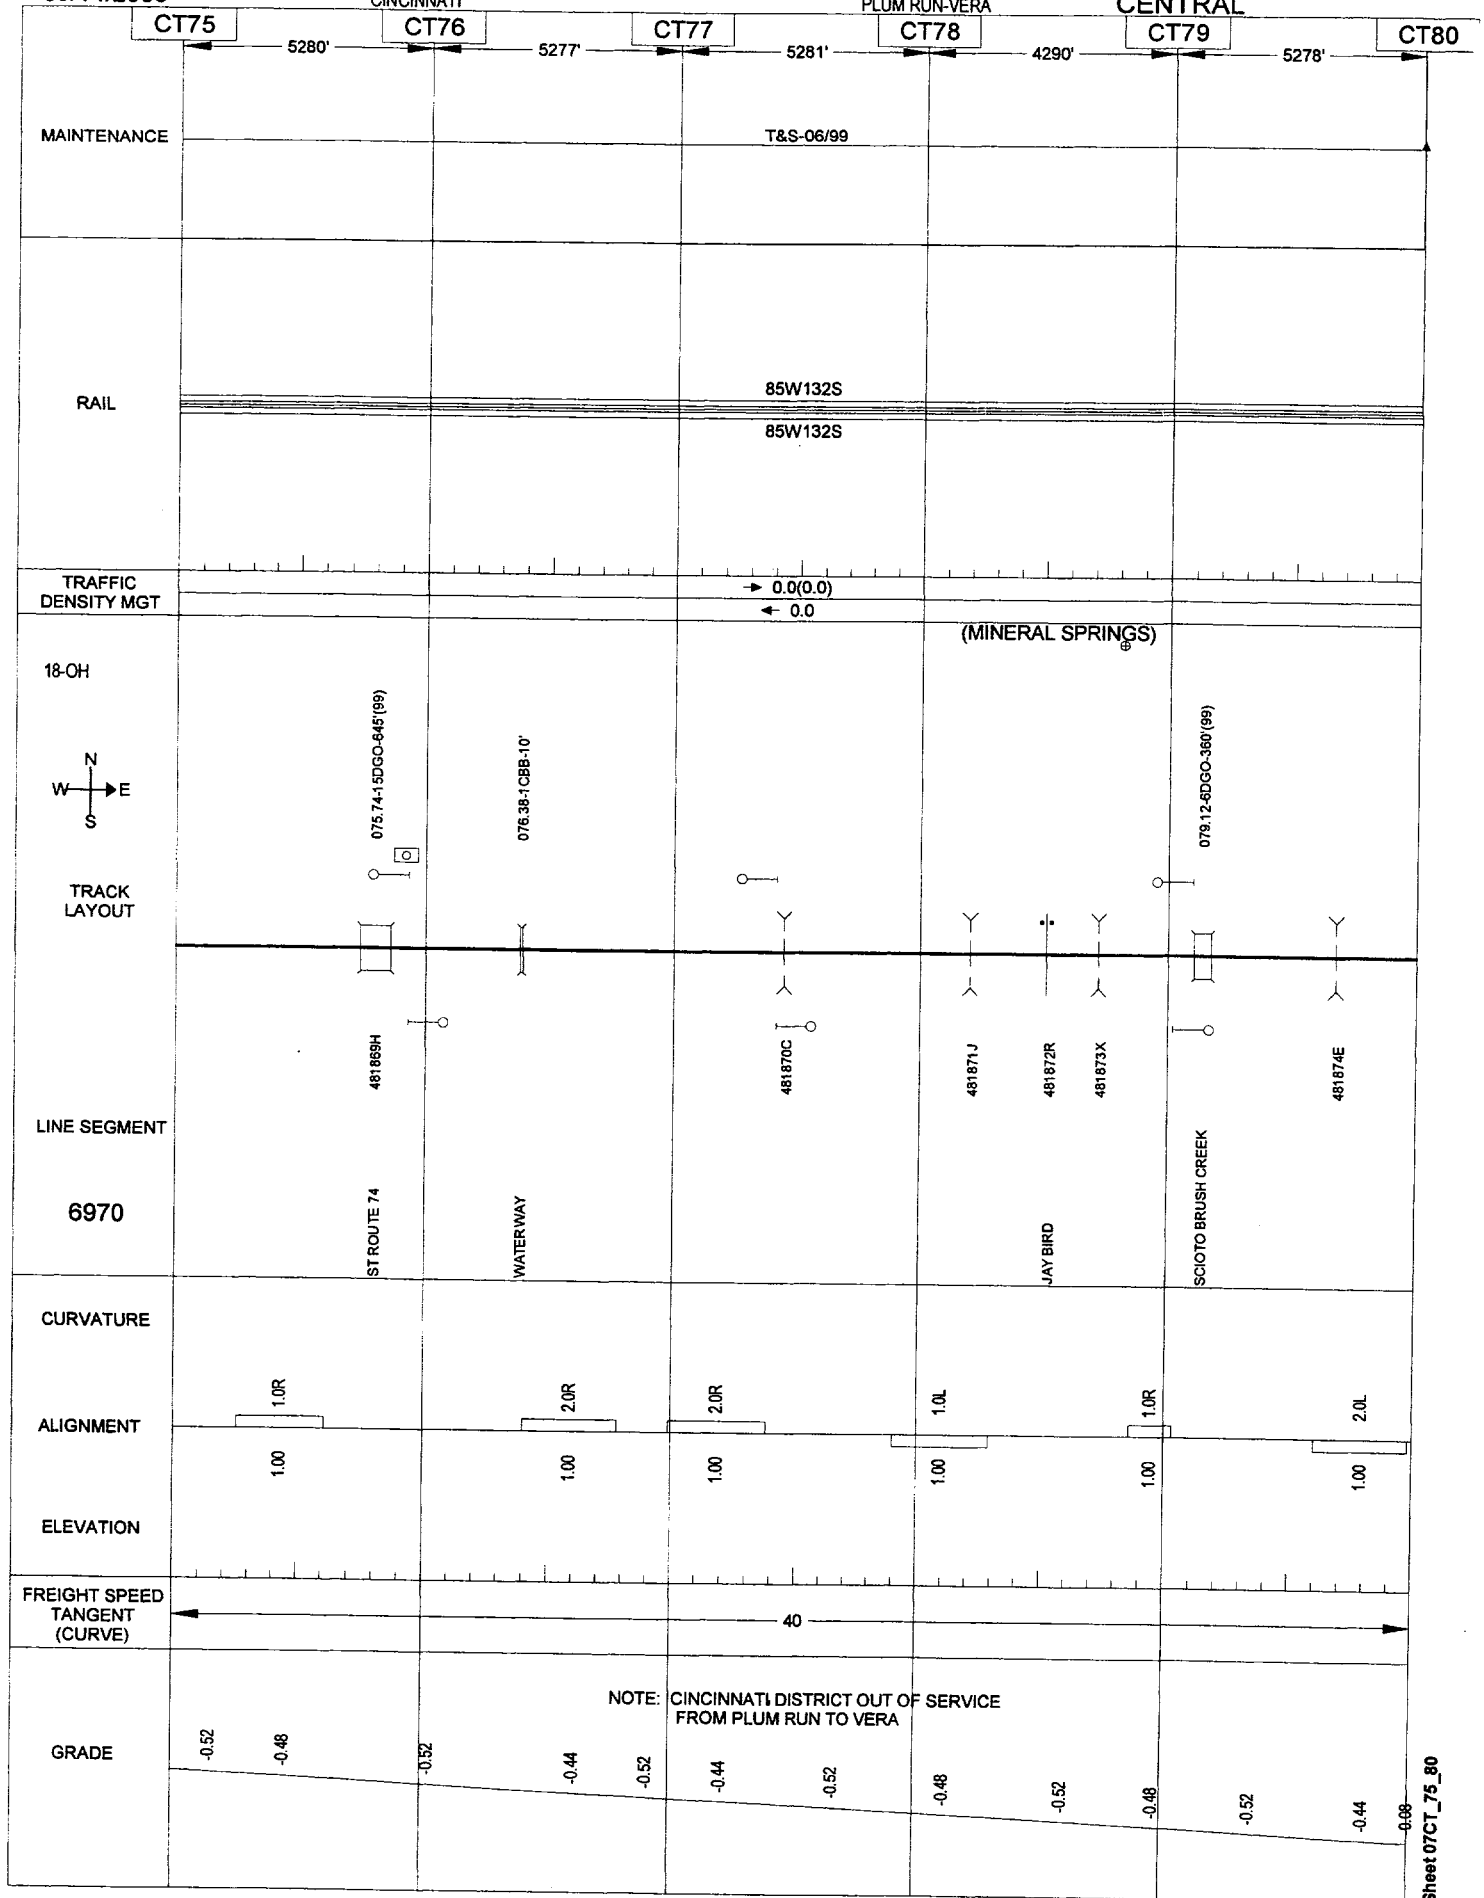 CINCINNATI
PLUM RUN-VERA
CENTRAL
CT75
CT76
CT77
CT78
CT79
CT80
5280'
5277'
5281'
4290'
5278'
MAINTENANCE
T&S-06/99
RAIL
85W132S
85W132S
TRAFFIC
DENSITY MGT
0.0(0.0)
0.0
(MINERAL SPRINGS)
18-OH
N
W E
S
075.74-15DGO-645'(99)
076.38-1CBB-10'
079.12-6DGO-360'(99)
TRACK
LAYOUT
481869H
481870C
481871J
481872R
481873X
481874E
LINE SEGMENT
6970
ST ROUTE 74
WATERWAY
JAY BIRD
SCIOTO BRUSH CREEK
CURVATURE
ALIGNMENT
1.0R
2.0R
2.0R
1.0L
1.0R
2.0L
1.00
1.00
1.00
1.00
1.00
1.00
ELEVATION
FREIGHT SPEED
TANGENT
(CURVE)
40
NOTE: CINCINNATI DISTRICT OUT OF SERVICE
FROM PLUM RUN TO VERA
GRADE
-0.52
-0.48
-0.52
-0.44
-0.52
-0.44
-0.52
-0.48
-0.52
-0.48
-0.52
-0.44
-0.08
Sheet 07CT_75_80